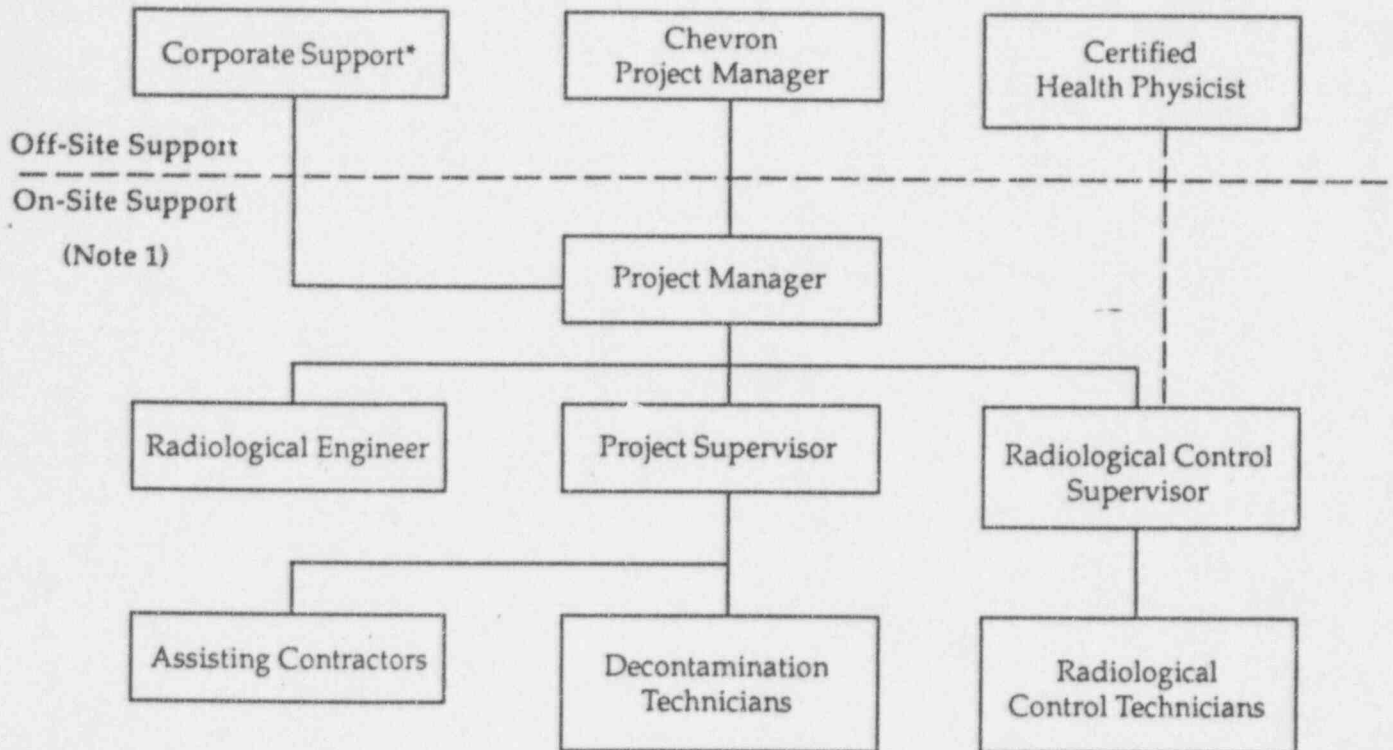 Corporate Support*
Chevron
Project Manager
Certified
Health Physicist
Off-Site Support
On-Site Support
(Note 1)
Project Manager
Radiological Engineer
Project Supervisor
Radiological Control
Supervisor
Assisting Contractors
Decontamination
Technicians
Radiological
Control Technicians